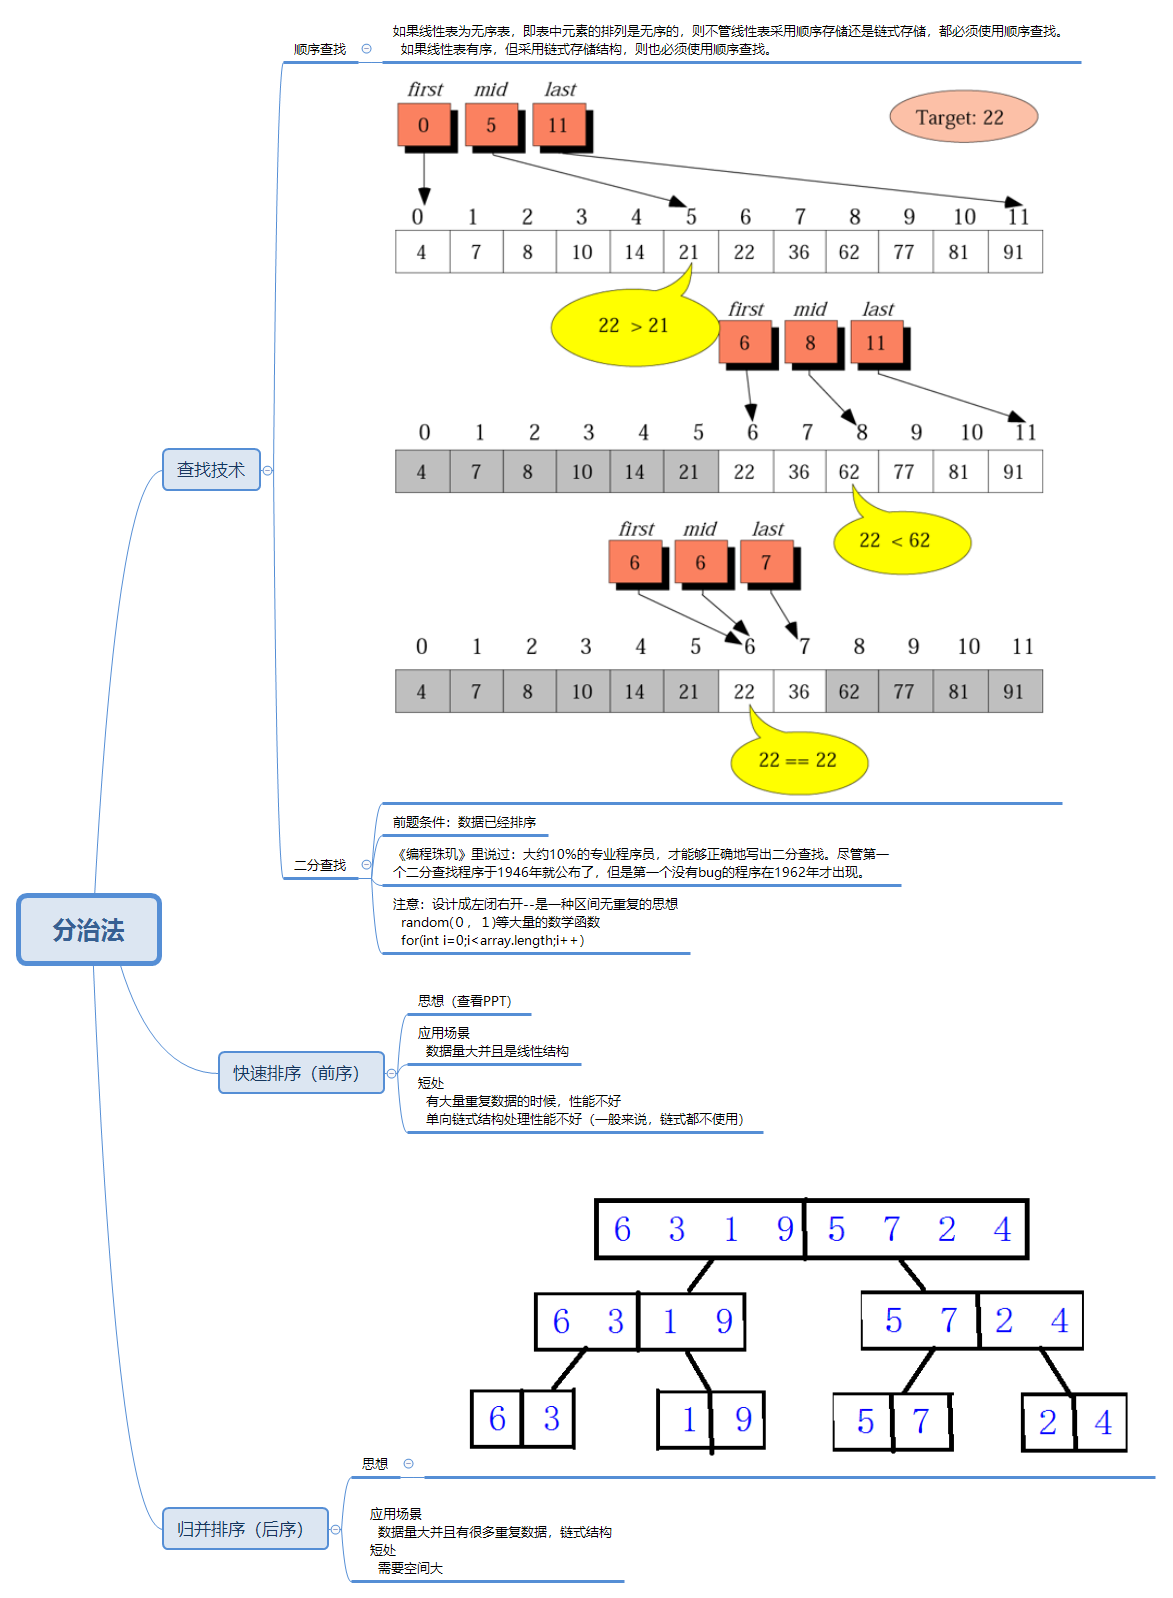 分治法
查找技术
顺序查找
如果线性表为无序表，即表中元素的排列是无序的，则不管线性表采用顺序存储还是链式存储，都必须使用顺序查找。
如果线性表有序，但采用链式存储结构，则也必须使用顺序查找。
first mid last
0 5 11
Target: 22
0 1 2 3 4 5 6 7 8 9 10 11
4 7 8 10 14 21 22 36 62 77 81 91
22 > 21
first mid last
6 8 11
0 1 2 3 4 5 6 7 8 9 10 11
4 7 8 10 14 21 22 36 62 77 81 91
22 < 62
first mid last
6 6 7
0 1 2 3 4 5 6 7 8 9 10 11
4 7 8 10 14 21 22 36 62 77 81 91
22 == 22
二分查找
前题条件：数据已经排序
《编程珠玑》里说过：大约10%的专业程序员，才能够正确地写出二分查找。尽管第一
个二分查找程序于1946年就公布了，但是第一个没有bug的程序在1962年才出现。
注意：设计成左闭右开--是一种区间无重复的思想
random(０，１)等大量的数学函数
for(int i=0;i<array.length;i++)
快速排序（前序）
思想（查看PPT）
应用场景
数据量大并且是线性结构
短处
有大量重复数据的时候，性能不好
单向链式结构处理性能不好（一般来说，链式都不使用）
归并排序（后序）
思想
6 3 1 9 5 7 2 4
6 3 1 9
5 7 2 4
6 3
1 9
5 7
2 4
应用场景
数据量大并且有很多重复数据，链式结构
短处
需要空间大